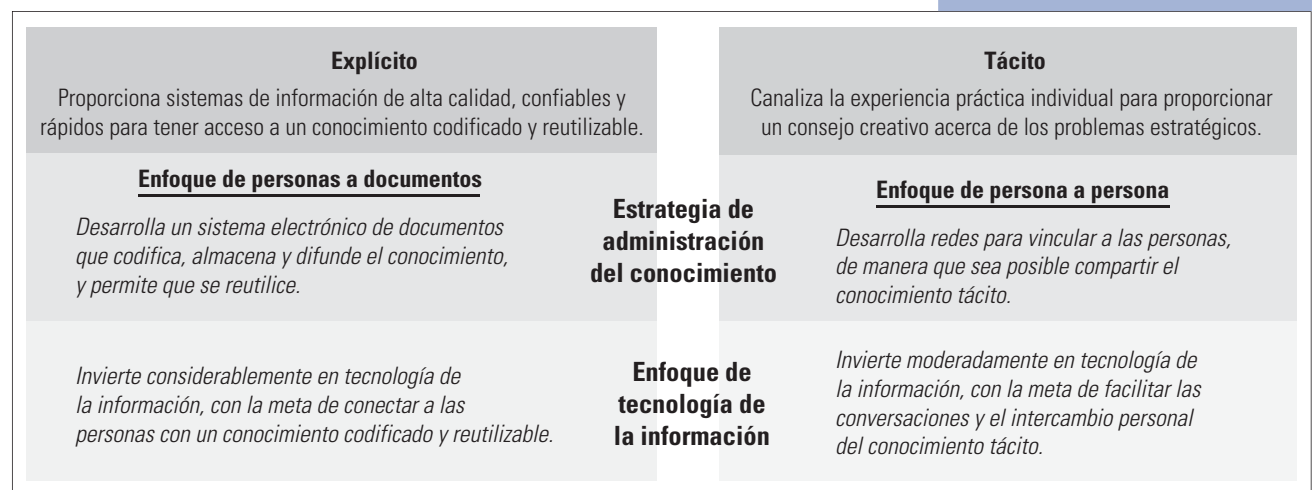 Explícito
Proporciona sistemas de información de alta calidad, confiables y
rápidos para tener acceso a un conocimiento codificado y reutilizable.
Tácito
Canaliza la experiencia práctica individual para proporcionar
un consejo creativo acerca de los problemas estratégicos.
Enfoque de personas a documentos
Desarrolla un sistema electrónico de documentos
que codifica, almacena y difunde el conocimiento,
y permite que se reutilice.
Estrategia de
administración
del conocimiento
Enfoque de persona a persona
Desarrolla redes para vincular a las personas,
de manera que sea posible compartir el
conocimiento tácito.
Invierte considerablemente en tecnología de
la información, con la meta de conectar a las
personas con un conocimiento codificado y reutilizable.
Enfoque de
tecnología de
la información
Invierte moderadamente en tecnología de
la información, con la meta de facilitar las
conversaciones y el intercambio personal
del conocimiento tácito.